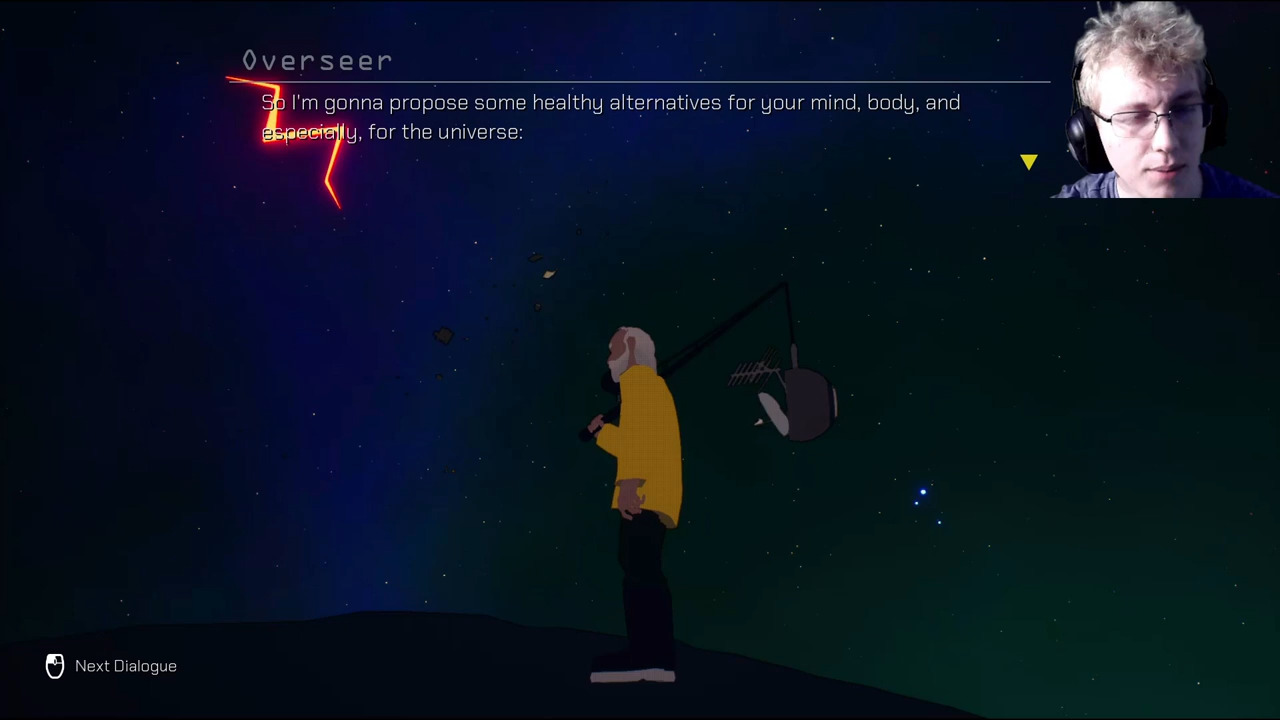 Overseer
So I'm gonna propose some healthy alternatives for your mind, body, and
especially, for the universe:
Next Dialogue